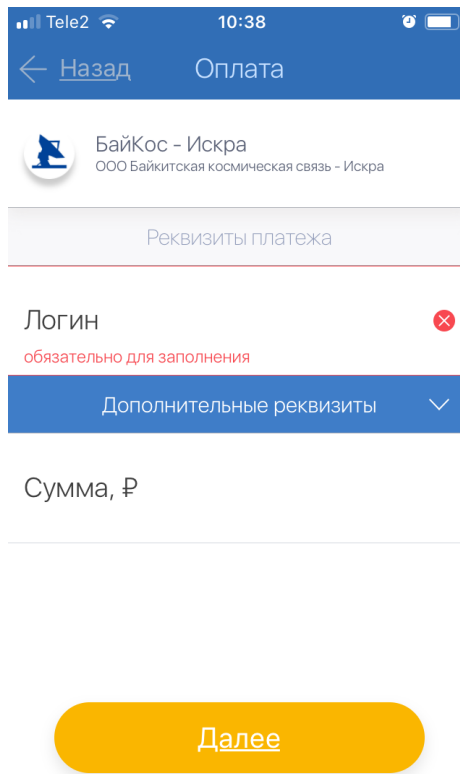 Tele2 10:38
Назад Оплата
БайКос - Искра
ООО Байкитская космическая связь - Искра
Реквизиты платежа
Логин
обязательно для заполнения
Дополнительные реквизиты
Сумма, ₽
Далее